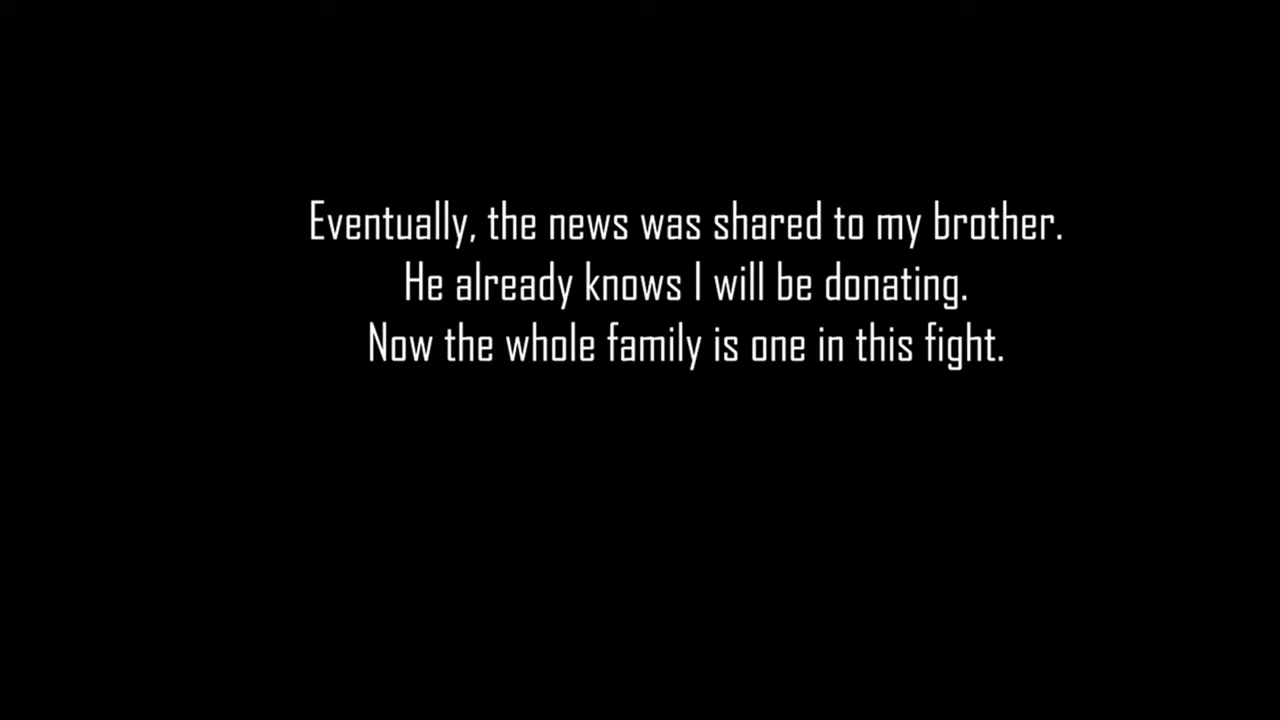 Eventually, the news was shared to my brother.
He already knows I will be donating.
Now the whole family is one in this fight.